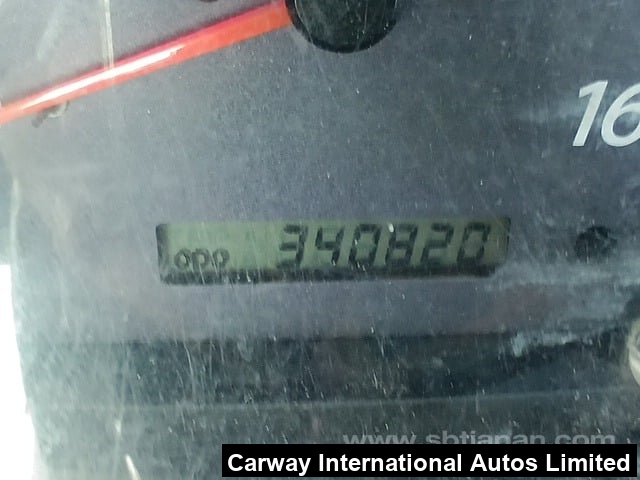 16
ODO 340820
www.sbtjapan.com
Carway International Autos Limited